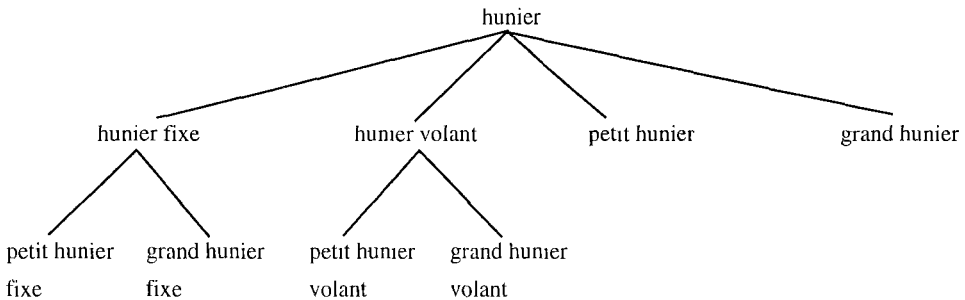 hunier
hunier fixe
hunier volant
petit hunier
grand hunier
petit hunier
fixe
grand hunier
fixe
petit hunier
volant
grand hunier
volant